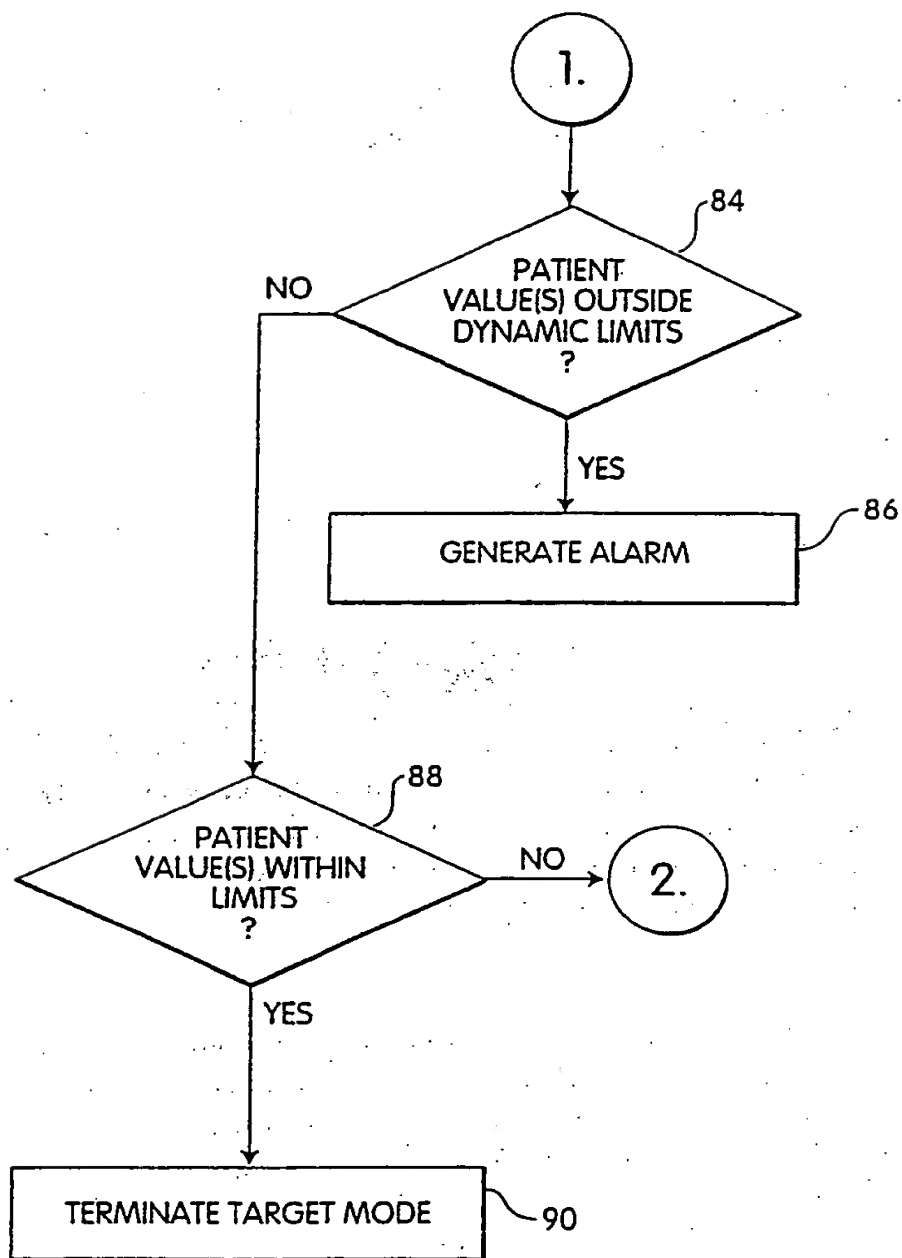 1.
84
PATIENT
VALUE(S) OUTSIDE
DYNAMIC LIMITS
?
NO
YES
GENERATE ALARM
86
88
PATIENT
VALUE(S) WITHIN
LIMITS
?
NO
2.
YES
TERMINATE TARGET MODE
90